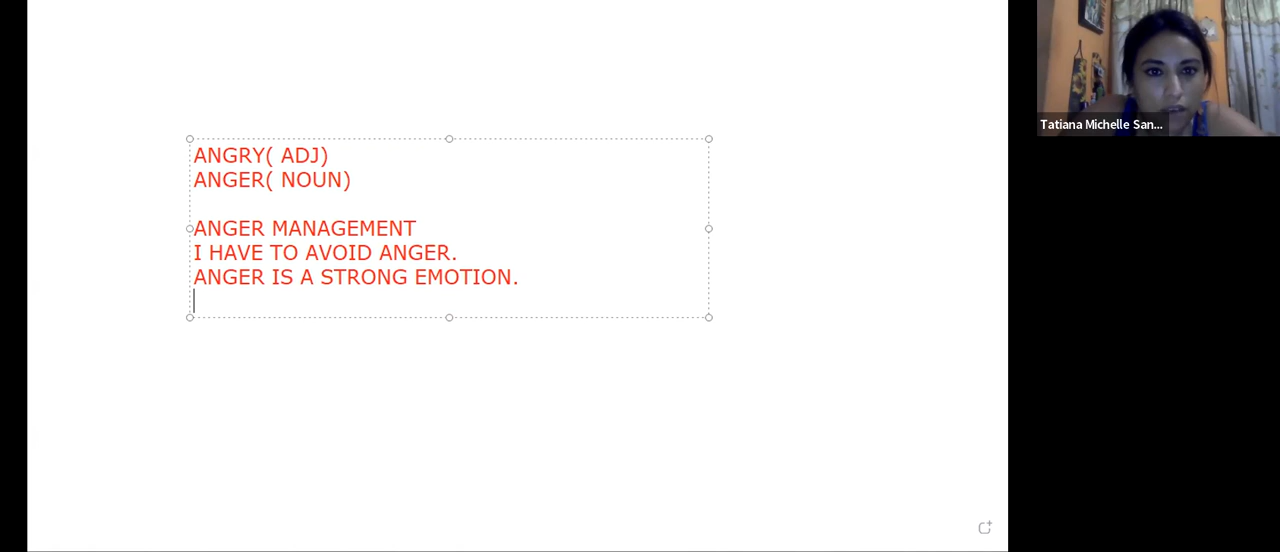 ANGRY( ADJ)
ANGER( NOUN)
ANGER MANAGEMENT
I HAVE TO AVOID ANGER.
ANGER IS A STRONG EMOTION.
Tatiana Michelle San...